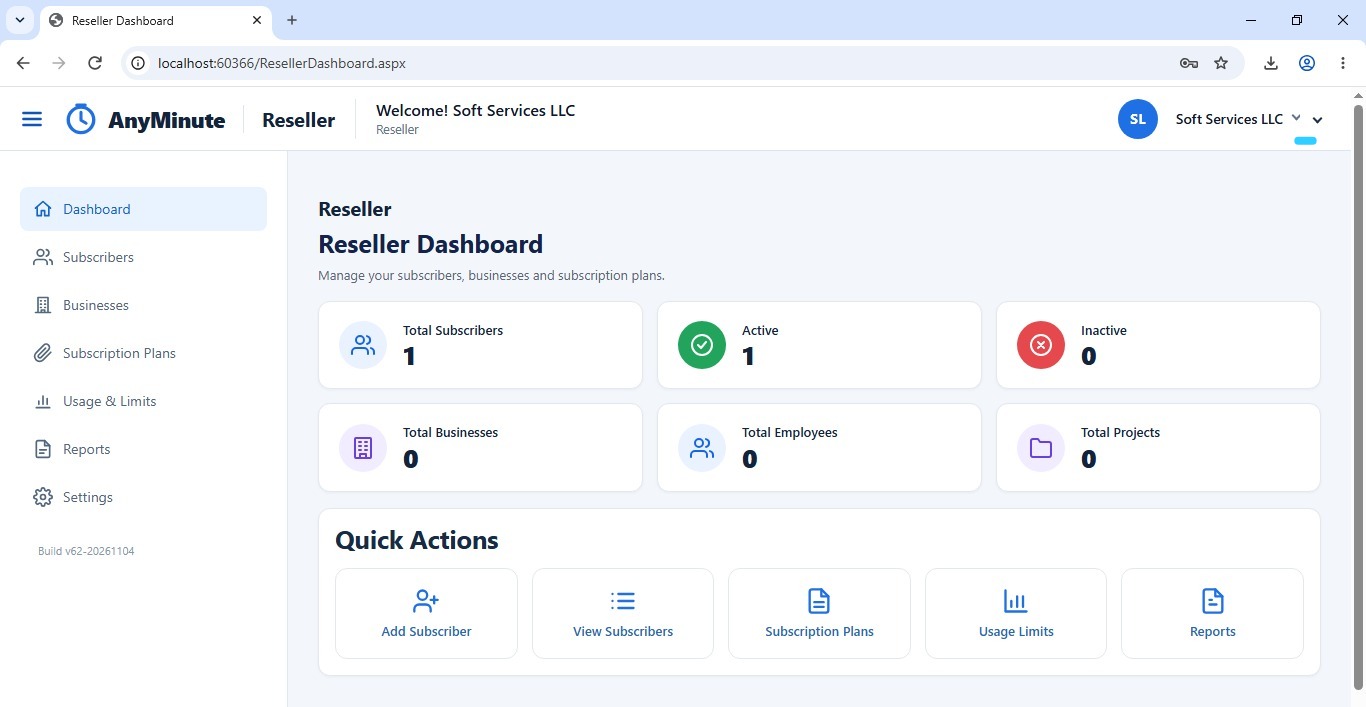 Reseller Dashboard
localhost:60366/ResellerDashboard.aspx
AnyMinute
Reseller
Welcome! Soft Services LLC
Reseller
SL
Soft Services LLC
Dashboard
Subscribers
Businesses
Subscription Plans
Usage & Limits
Reports
Settings
Build v62-20261104
Reseller
Reseller Dashboard
Manage your subscribers, businesses and subscription plans.
Total Subscribers
1
Active
1
Inactive
0
Total Businesses
0
Total Employees
0
Total Projects
0
Quick Actions
Add Subscriber
View Subscribers
Subscription Plans
Usage Limits
Reports